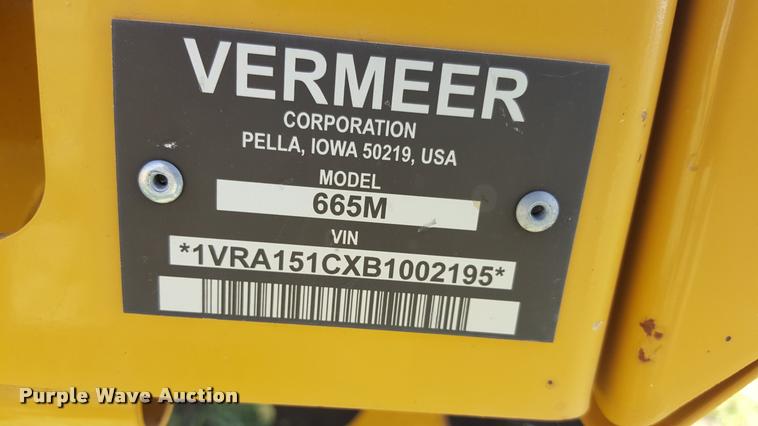 VERMEER
CORPORATION
PELLA, IOWA 50219, USA
MODEL
665M
VIN
*1VRA151CXB1002195*
Purple Wave Auction